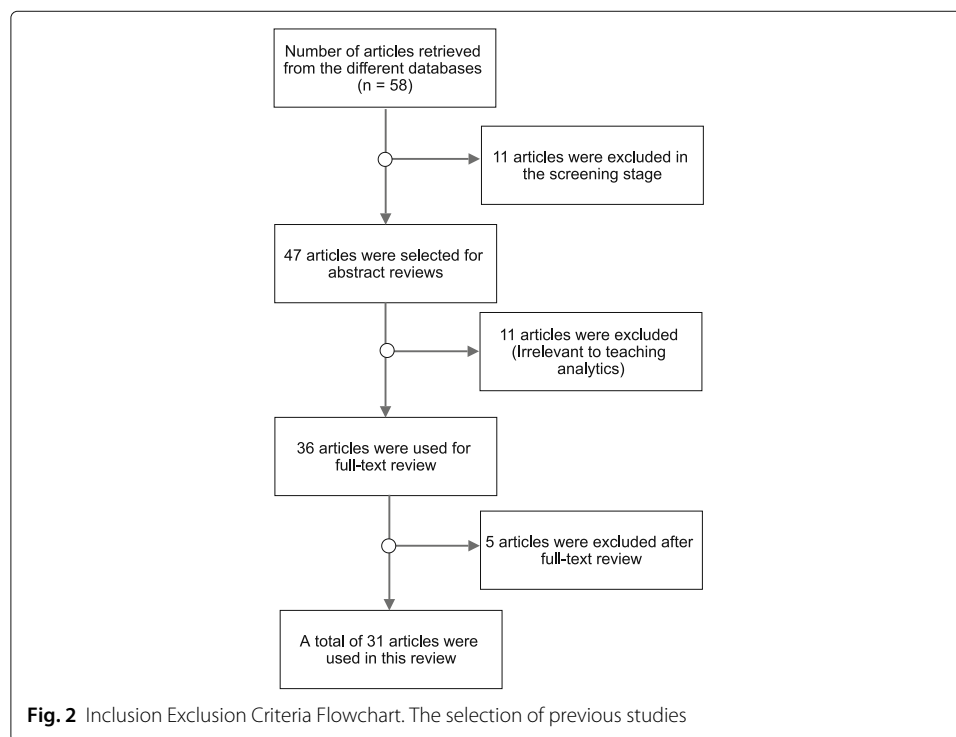 Number of articles retrieved
from the different databases
(n = 58)
11 articles were excluded in
the screening stage
47 articles were selected for
abstract reviews
11 articles were excluded
(Irrelevant to teaching
analytics)
36 articles were used for
full-text review
5 articles were excluded after
full-text review
A total of 31 articles were
used in this review
Fig. 2 Inclusion Exclusion Criteria Flowchart. The selection of previous studies